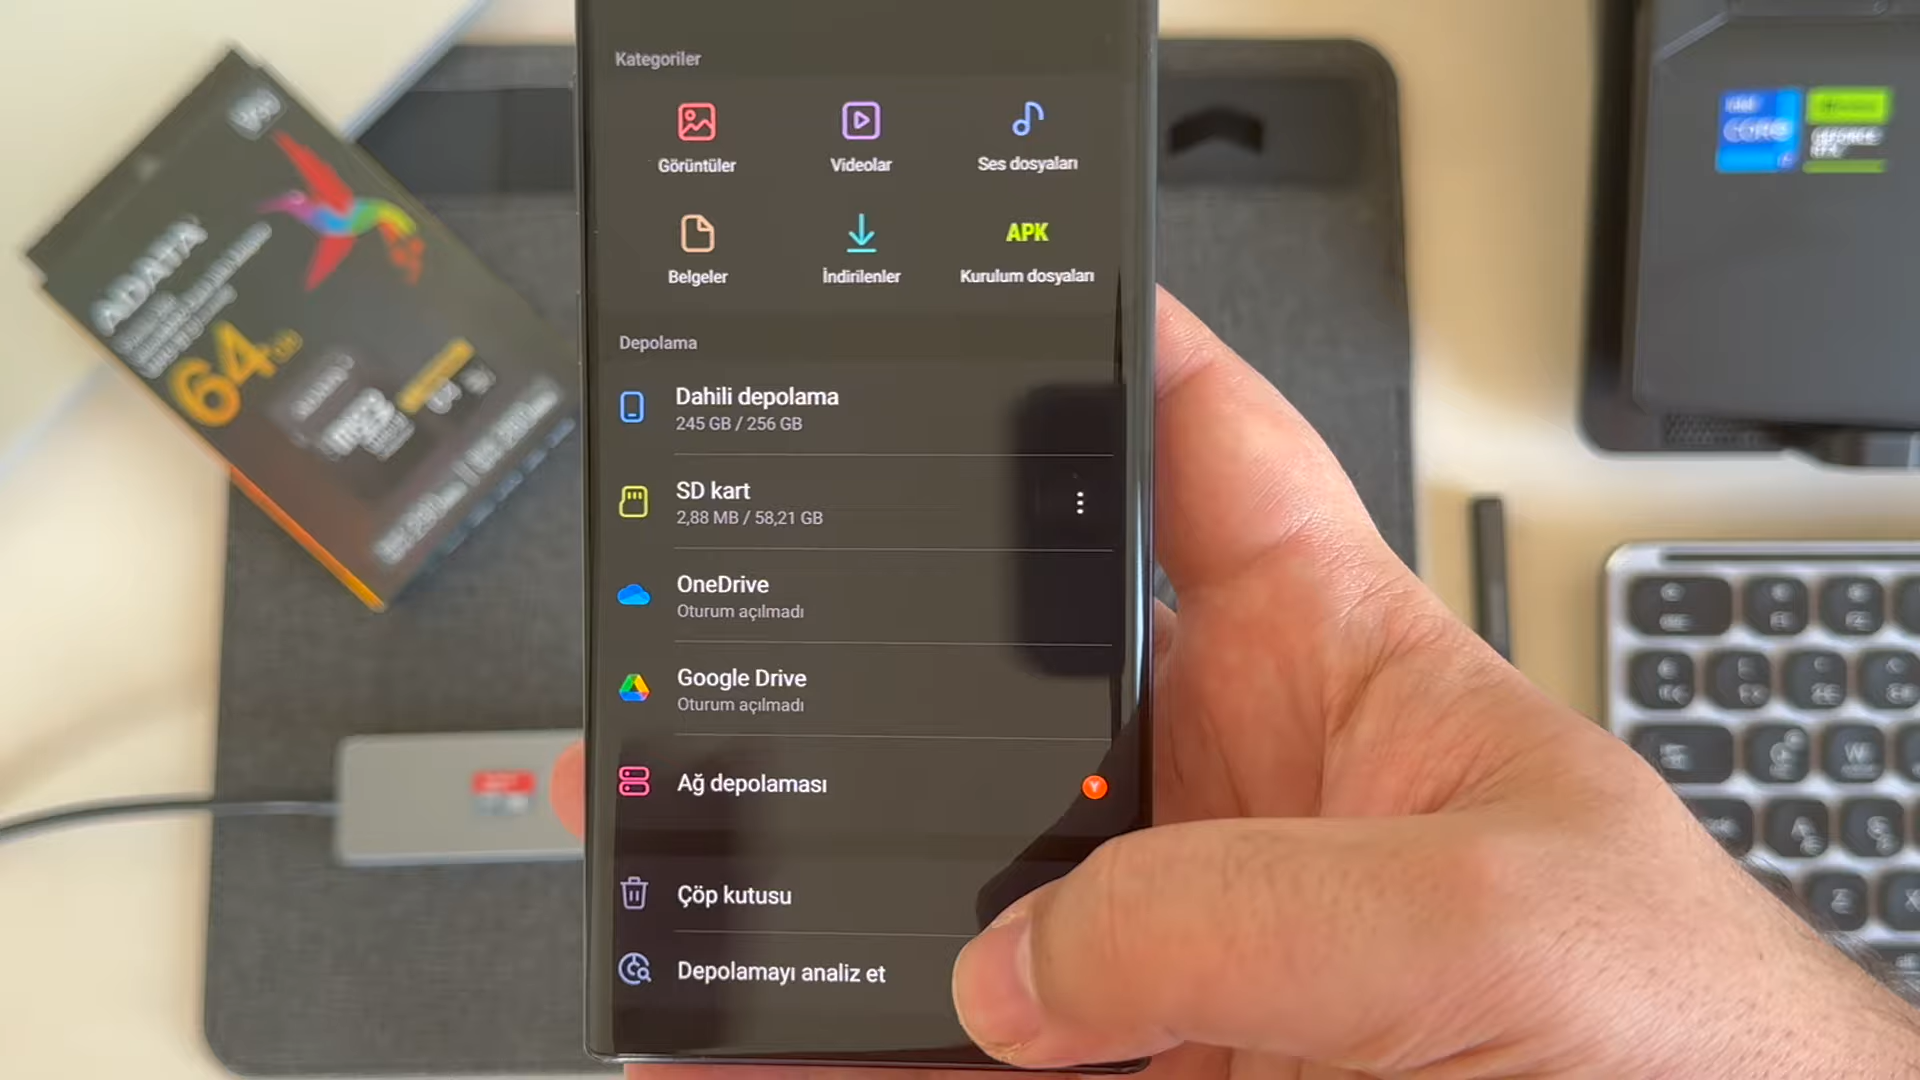 Kategoriler
Görüntüler
Videolar
Ses dosyaları
Belgeler
İndirilenler
APK
Kurulum dosyaları
Depolama
Dahili depolama
245 GB / 256 GB
SD kart
2,88 MB / 58,21 GB
OneDrive
Oturum açılmadı
Google Drive
Oturum açılmadı
Ağ depolaması
Y
Çöp kutusu
Depolamayı analiz et
ADATA
64
CORE
GEFORCE